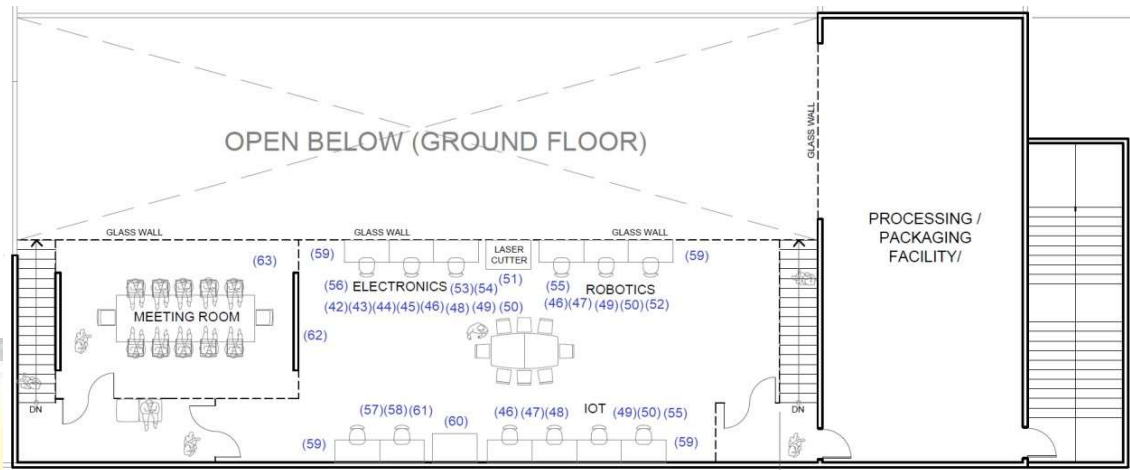 OPEN BELOW (GROUND FLOOR)
GLASS WALL
PROCESSING /
PACKAGING
FACILITY/
GLASS WALL
GLASS WALL
GLASS WALL
(63)
(59)
LASER
CUTTER
(59)
(56) ELECTRONICS (53)(54) (51)
(55) ROBOTICS
(42)(43)(44)(45)(46)(48)(49)(50)
(46)(47)(49)(50)(52)
MEETING ROOM
(62)
DN
DN
(57)(58)(61)
(60)
(46)(47)(48) IOT (49)(50)(55)
(59)
(59)